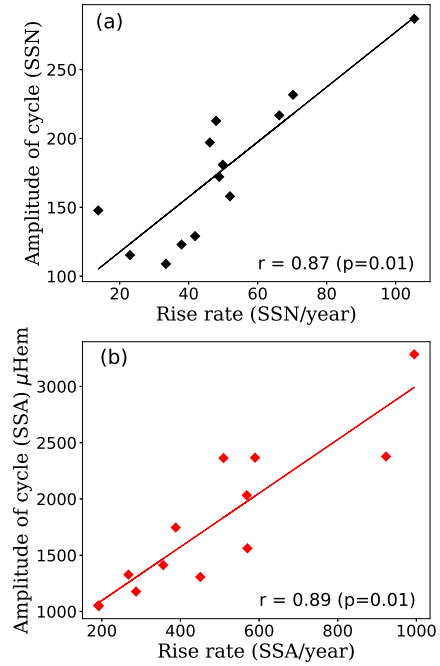 (a)
Amplitude of cycle (SSN)
250
200
150
100
r = 0.87 (p=0.01)
20 40 60 80 100
Rise rate (SSN/year)
(b)
Amplitude of cycle (SSA) μHem
3000
2500
2000
1500
1000
r = 0.89 (p=0.01)
200 400 600 800 1000
Rise rate (SSA/year)